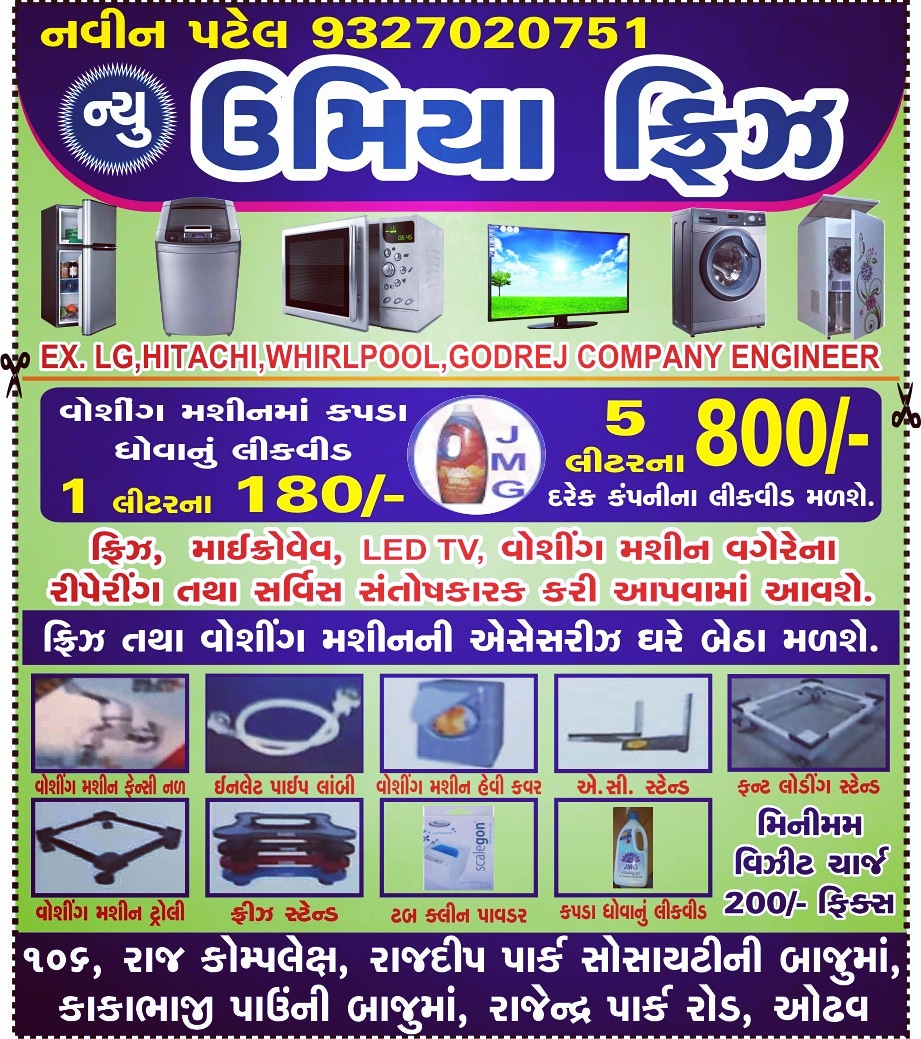 નવીન પટેલ 9327020751
ન્યુ ઉમિયા ફ્રિઝ
EX. LG,HITACHI,WHIRLPOOL,GODREJ COMPANY ENGINEER
વોશીંગ મશીનમાં કપડા
ધોવાનું લીકવીડ
1 લીટરના 180/-
JMG
5 લીટરના 800/-
દરેક કંપનીના લીકવીડ મળશે.
ફ્રિઝ, માઈક્રોવેવ, LED TV, વોશીંગ મશીન વગેરેના
રીપેરીંગ તથા સર્વિસ સંતોષકારક કરી આપવામાં આવશે.
ફ્રિઝ તથા વોશીંગ મશીનની એસેસરીઝ ઘરે બેઠા મળશે.
વોશીંગ મશીન ફેન્સી નળ
ઈનલેટ પાઈપ લાંબી
વોશીંગ મશીન હેવી કવર
એ.સી. સ્ટેન્ડ
ફ્રન્ટ લોડીંગ સ્ટેન્ડ
વોશીંગ મશીન ટ્રોલી
ફ્રીઝ સ્ટેન્ડ
scalegon
ટબ ક્લીન પાવડર
JMG
કપડા ધોવાનું લીકવીડ
મિનીમમ
વિઝીટ ચાર્જ
200/- ફિક્સ
૧૦૬, રાજ કોમ્પલેક્ષ, રાજદીપ પાર્ક સોસાયટીની બાજુમાં,
કાકાભાજી પાઉંની બાજુમાં, રાજેન્દ્ર પાર્ક રોડ, ઓઢવ